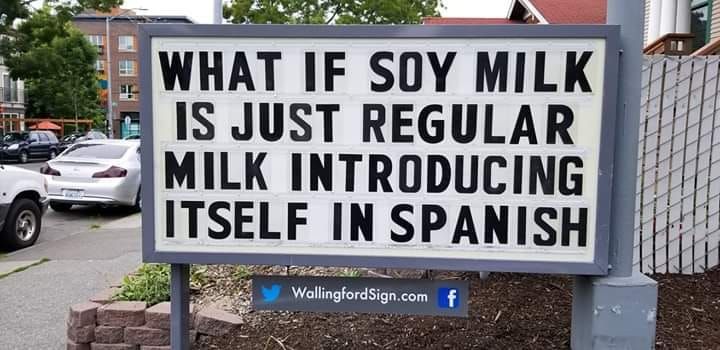 WHAT IF SOY MILK
IS JUST REGULAR
MILK INTRODUCING
ITSELF IN SPANISH
WallingfordSign.com f